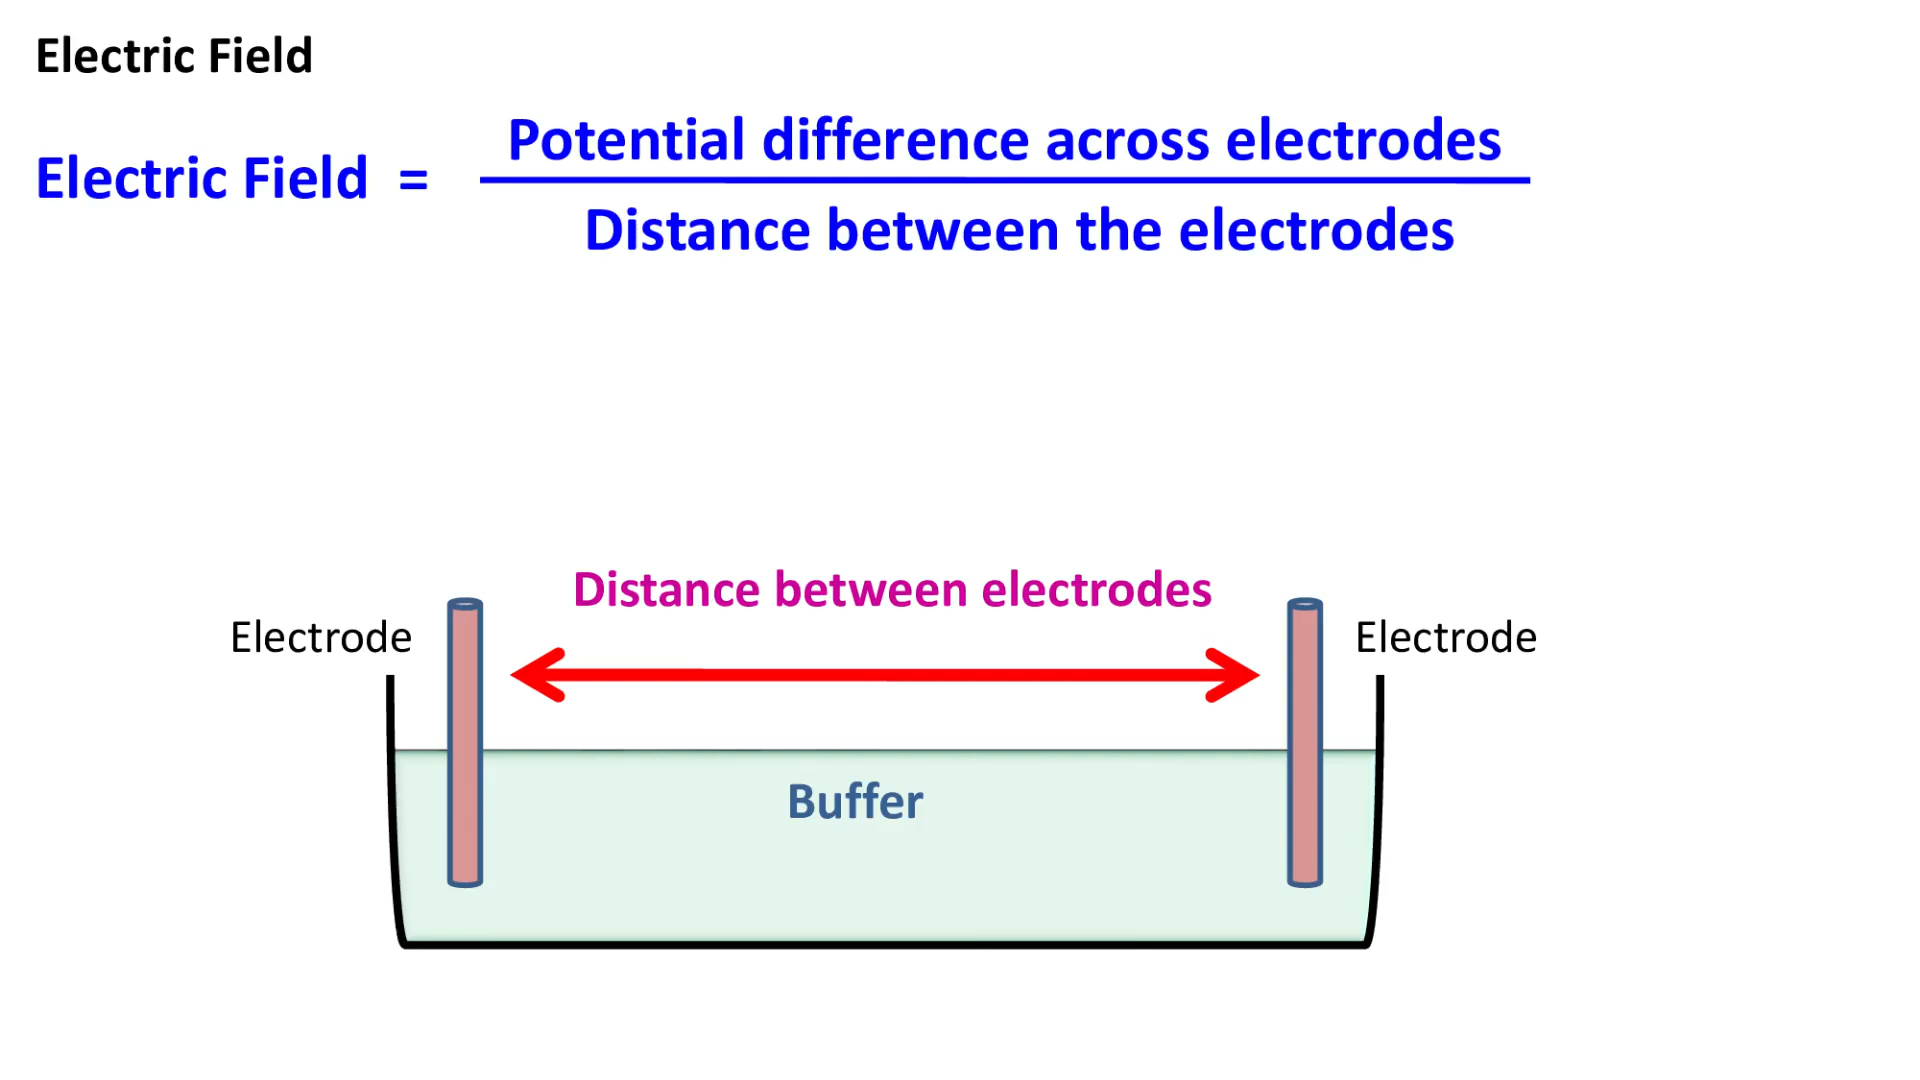 Electric Field
Electric Field = Potential difference across electrodes
Distance between the electrodes
Distance between electrodes
Electrode
Electrode
Buffer